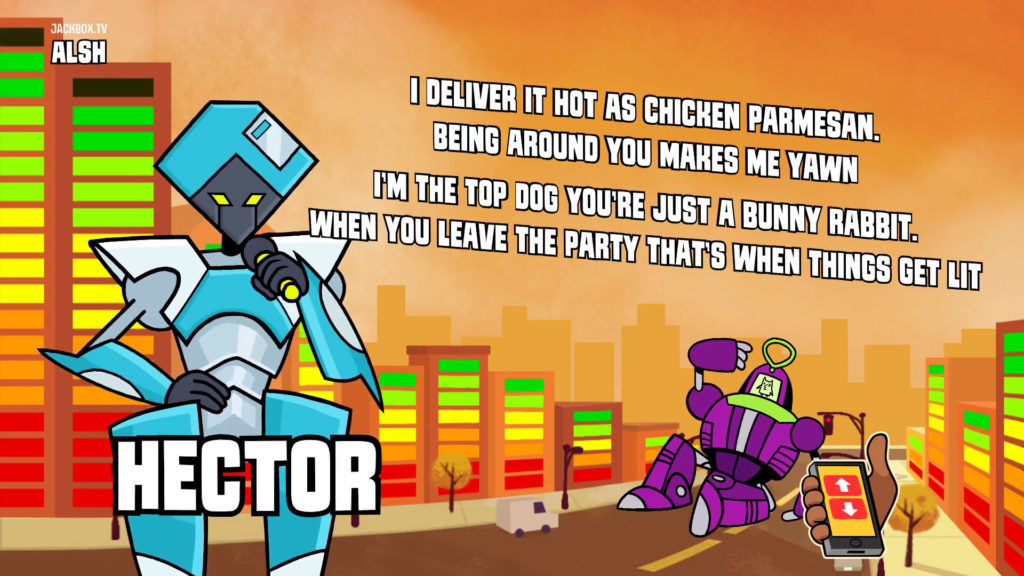 JACKBOX.TV
ALSH
I DELIVER IT HOT AS CHICKEN PARMESAN.
BEING AROUND YOU MAKES ME YAWN
I'M THE TOP DOG YOU'RE JUST A BUNNY RABBIT.
WHEN YOU LEAVE THE PARTY THAT'S WHEN THINGS GET LIT
HECTOR